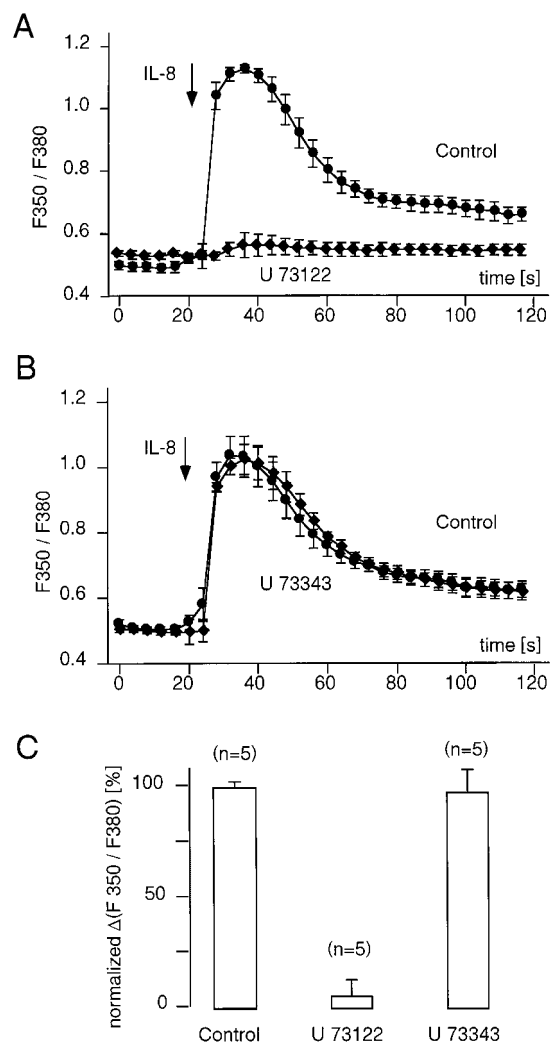 A
1.2
IL-8
1.0
Control
F350 / F380
0.8
0.6
U 73122
time [s]
0.4
0 20 40 60 80 100 120
B
1.2
IL-8
1.0
Control
F350 / F380
0.8
U 73343
0.6
time [s]
0.4
0 20 40 60 80 100 120
C
(n=5) (n=5)
100
normalized Δ(F 350 / F380) [%]
50
(n=5)
0
Control U 73122 U 73343